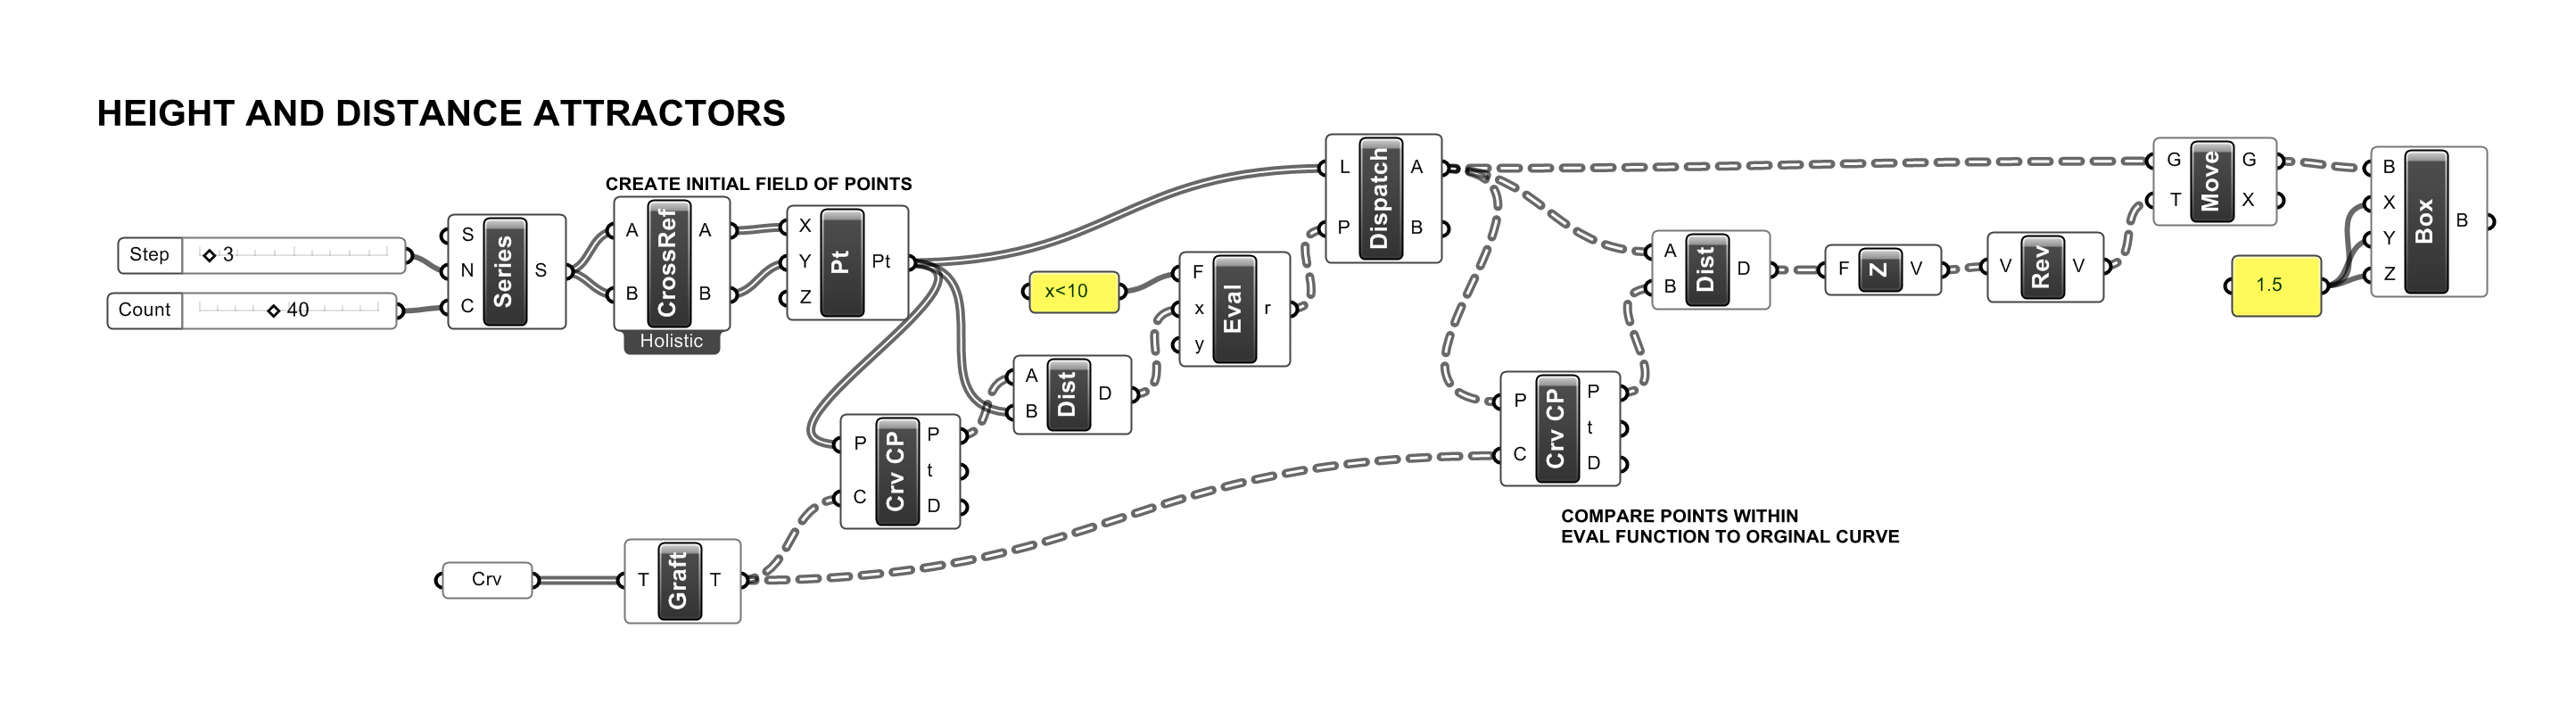 HEIGHT AND DISTANCE ATTRACTORS
CREATE INITIAL FIELD OF POINTS
Step 3
Count 40
S
N
C
Series
S
A
B
CrossRef
A
B
Holistic
X
Y
Z
Pt
Pt
Crv
T
Graft
T
P
C
Crv CP
P
t
D
A
B
Dist
D
x<10
F
x
y
Eval
r
L
P
Dispatch
A
B
P
C
Crv CP
P
t
D
COMPARE POINTS WITHIN
EVAL FUNCTION TO ORGINAL CURVE
A
B
Dist
D
F
Z
V
V
Rev
V
G
T
Move
G
X
1.5
B
X
Y
Z
Box
B